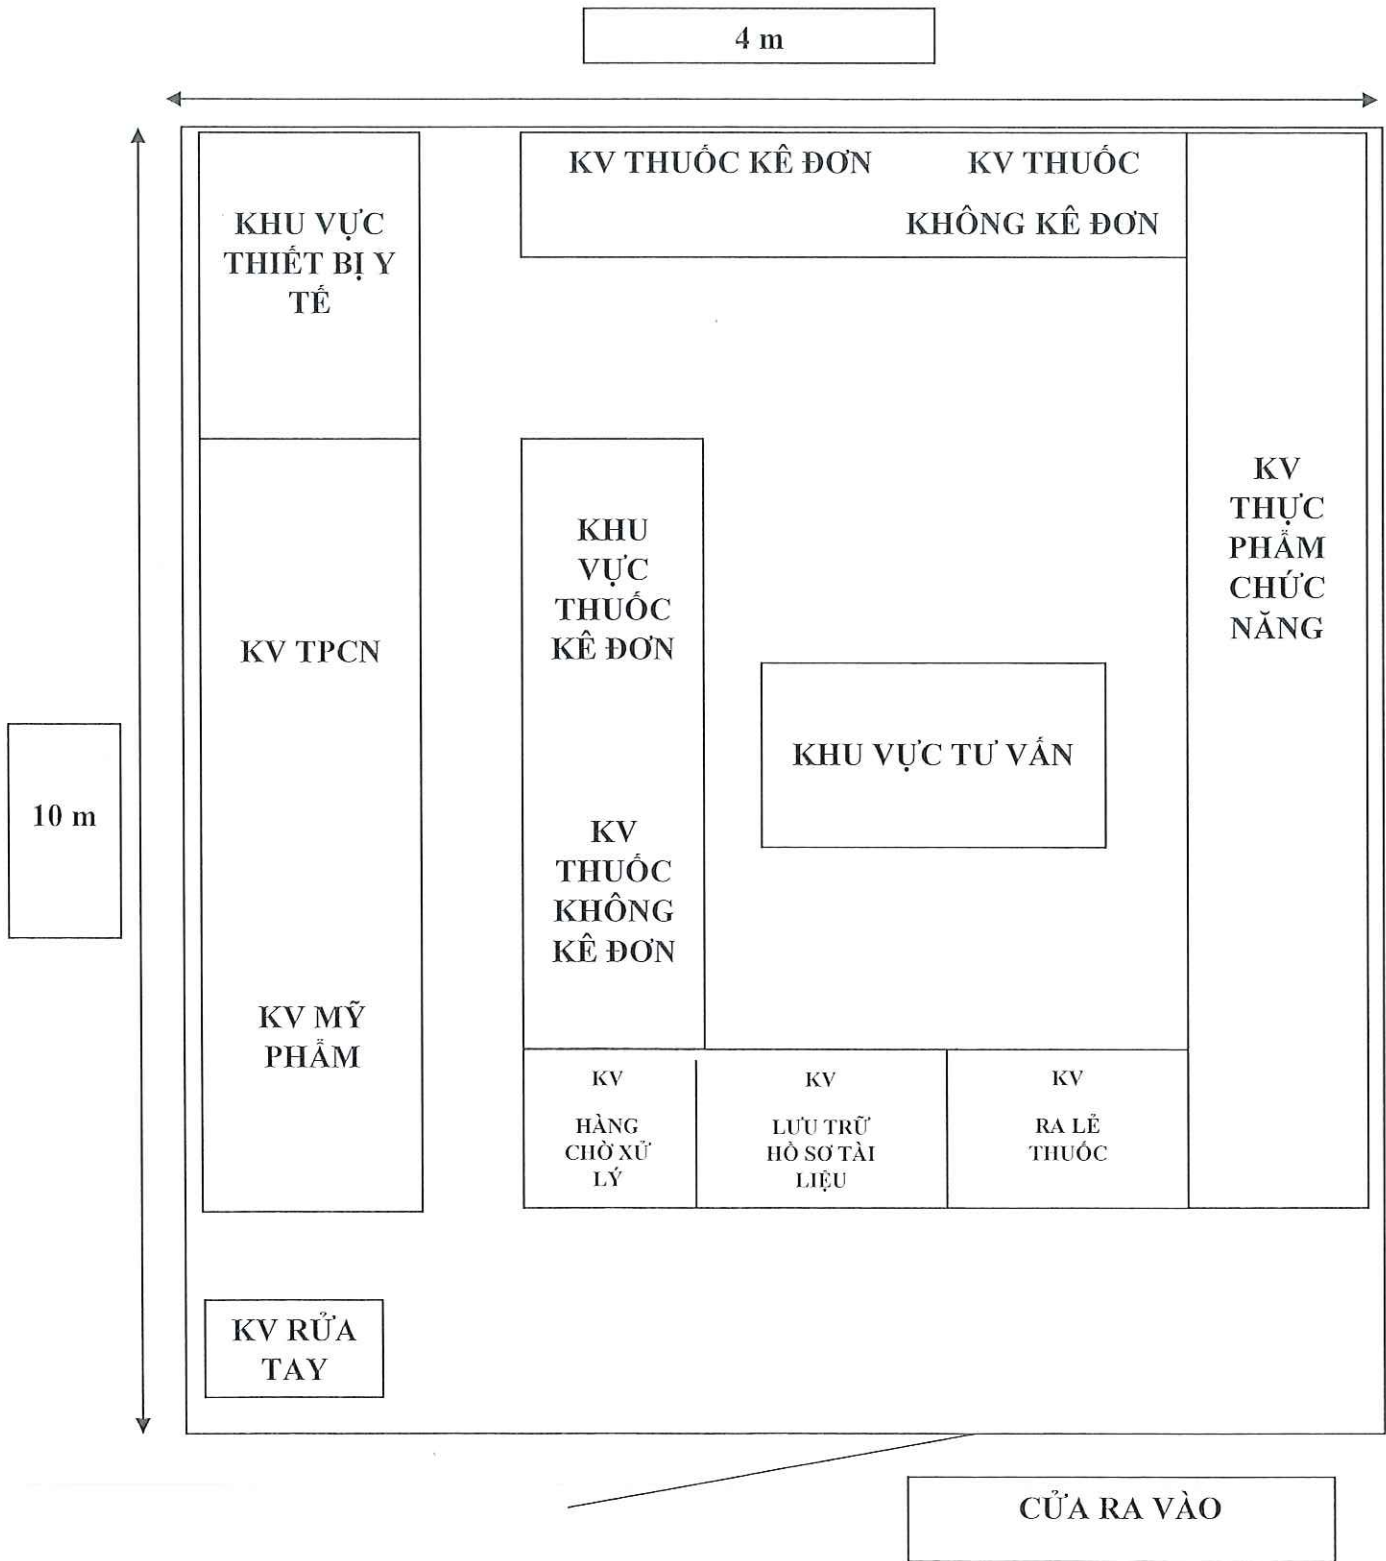 4 m
KV THUỐC KÊ ĐƠN
KV THUỐC
KHÔNG KÊ ĐƠN
KHU VỰC
THIẾT BỊ Y
TẾ
KV
THỰC
PHẨM
CHỨC
NĂNG
KHU
VỰC
THUỐC
KÊ ĐƠN
KV TPCN
KHU VỰC TƯ VẤN
10 m
KV
THUỐC
KHÔNG
KÊ ĐƠN
KV MỸ
PHẨM
KV
HÀNG
CHỜ XỬ
LÝ
KV
LƯU TRỮ
HỒ SƠ TÀI
LIỆU
KV
RA LẺ
THUỐC
KV RỬA
TAY
CỬA RA VÀO